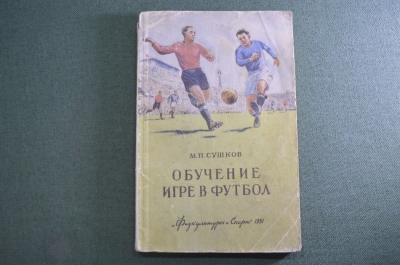 М.П. СУШКОВ
ОБУЧЕНИЕ
ИГРЕ В ФУТБОЛ
„Физкультура и Спорт“ 1951